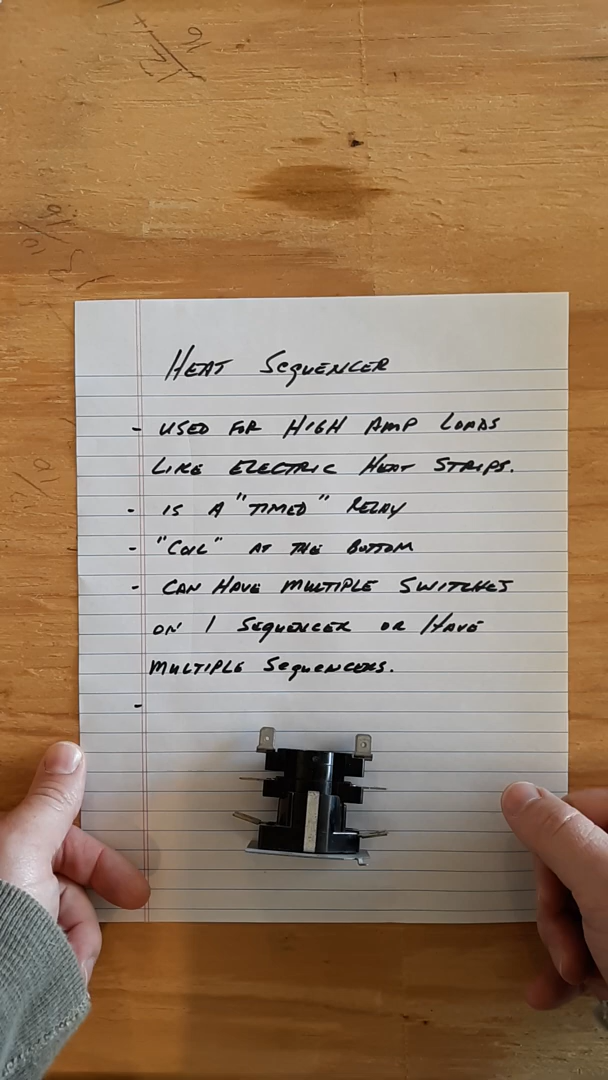 HEAT SEQUENCER
- USED FOR HIGH AMP LOADS
LIKE ELECTRIC HEAT STRIPS.
- IS A "TIMED" RELAY
- "COIL" AT THE BOTTOM
- CAN HAVE MULTIPLE SWITCHES
ON 1 SEQUENCER OR HAVE
MULTIPLE SEQUENCERS.
-